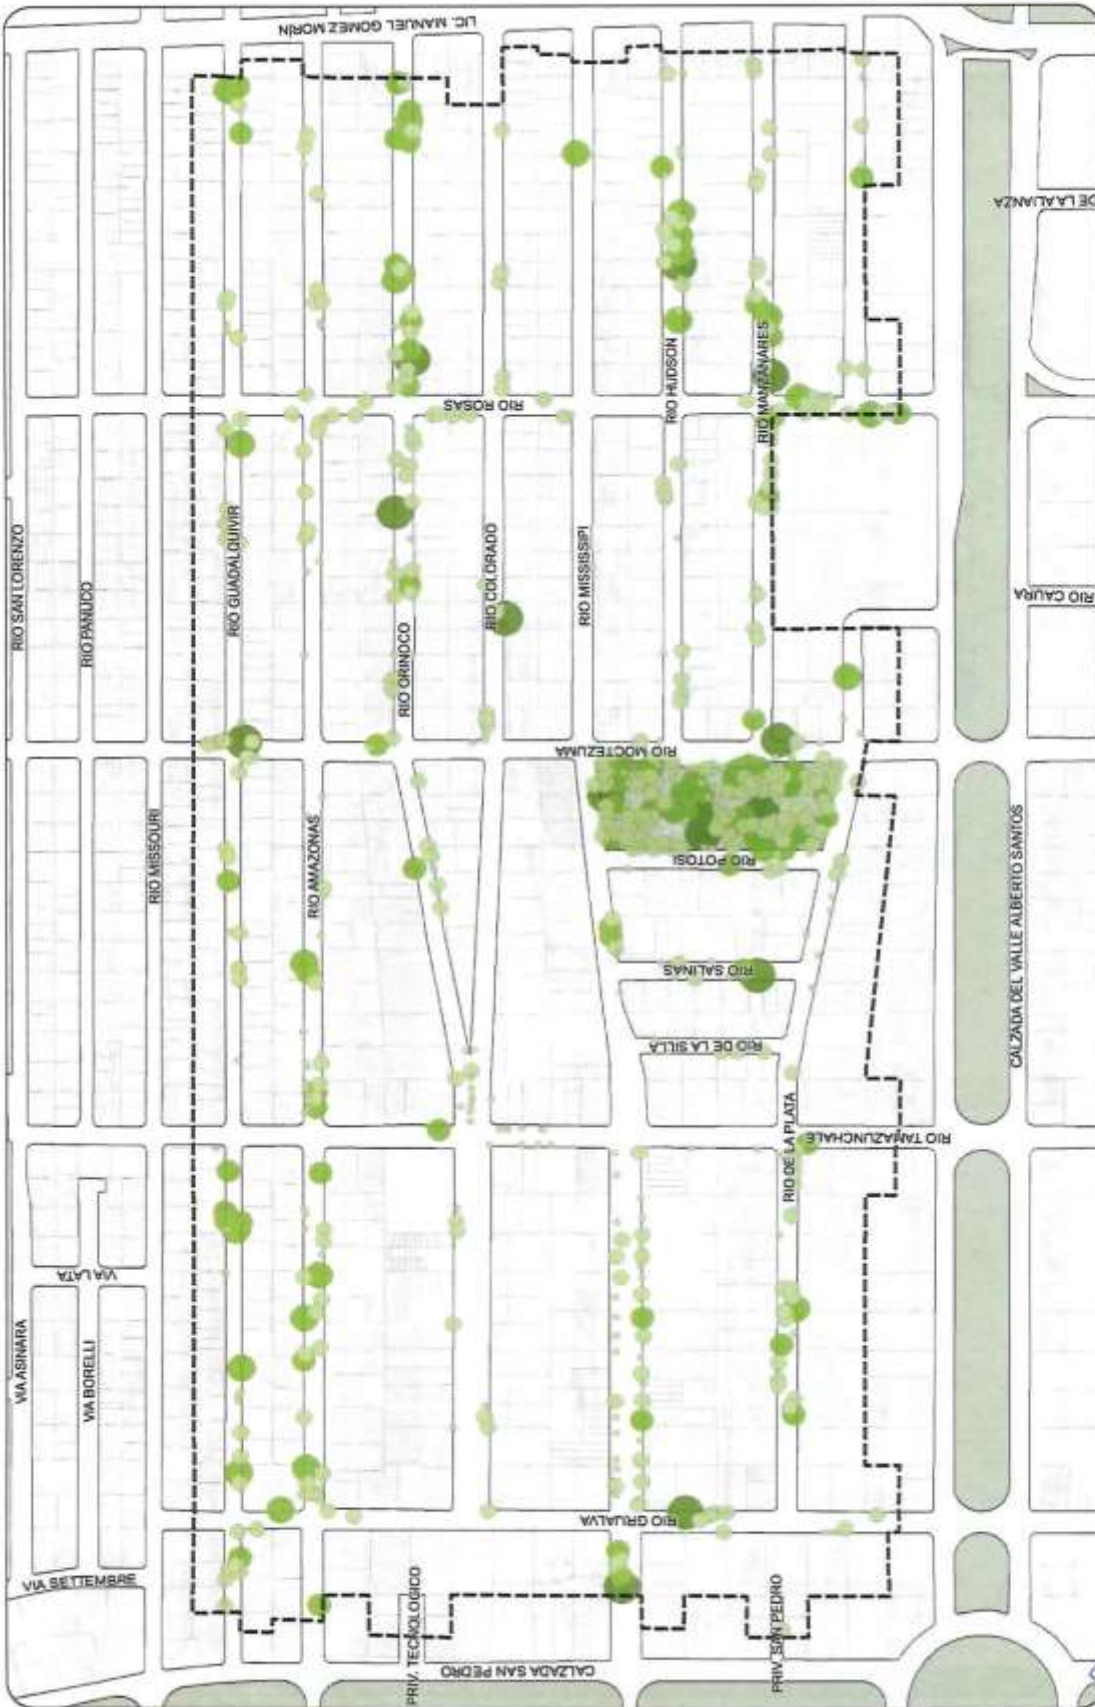 LIC. MANUEL GOMEZ MORIN
DE LA ALIANZA
RIO HUDSON
RIO MANZANARES
RIO ROSAS
RIO SAN LORENZO
RIO PANUCO
RIO GUADALQUIVIR
RIO COLORADO
RIO MISSISSIPI
RIO CAURA
RIO ORINOCO
RIO MOCTEZUMA
RIO MISSOURI
RIO AMAZONAS
RIO POTOSI
CALZADA DEL VALLE ALBERTO SANTOS
RIO SALINAS
RIO DE LA SILLA
RIO DE LA PLATA
RIO TAMAZUNCHALE
VIA LATA
VIA ASINARA
VIA BORELLI
RIO GRIJALVA
VIA SETTEMBRE
PRIV. TECNOLOGICO
PRIV. SAN PEDRO
CALZADA SAN PEDRO